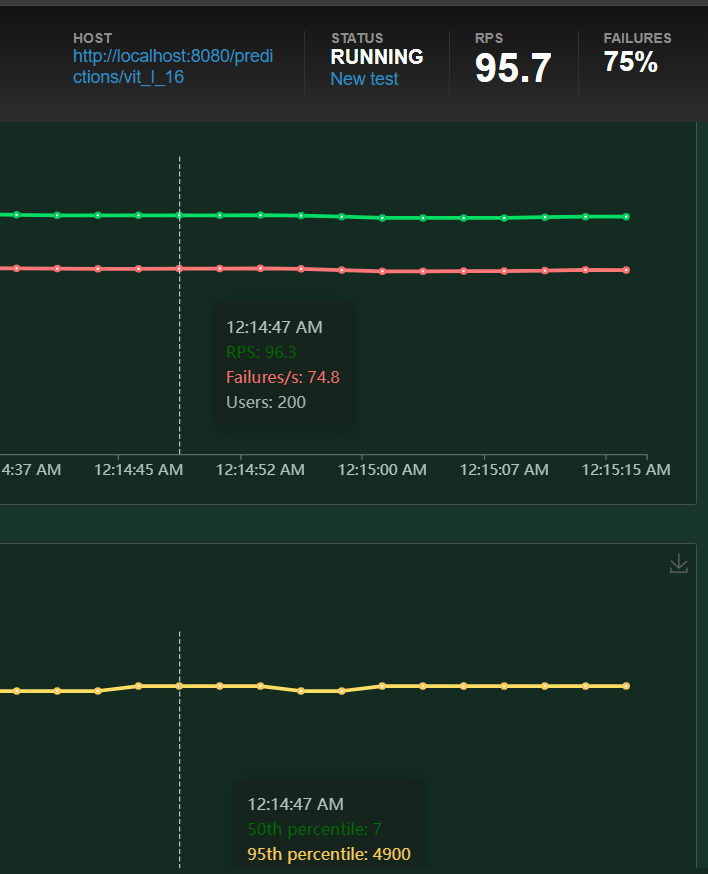 HOST
http://localhost:8080/predi
ctions/vit_l_16
STATUS
RUNNING
New test
RPS
95.7
FAILURES
75%
12:14:47 AM
RPS: 96.3
Failures/s: 74.8
Users: 200
4:37 AM 12:14:45 AM 12:14:52 AM 12:15:00 AM 12:15:07 AM 12:15:15 AM
12:14:47 AM
50th percentile: 7
95th percentile: 4900